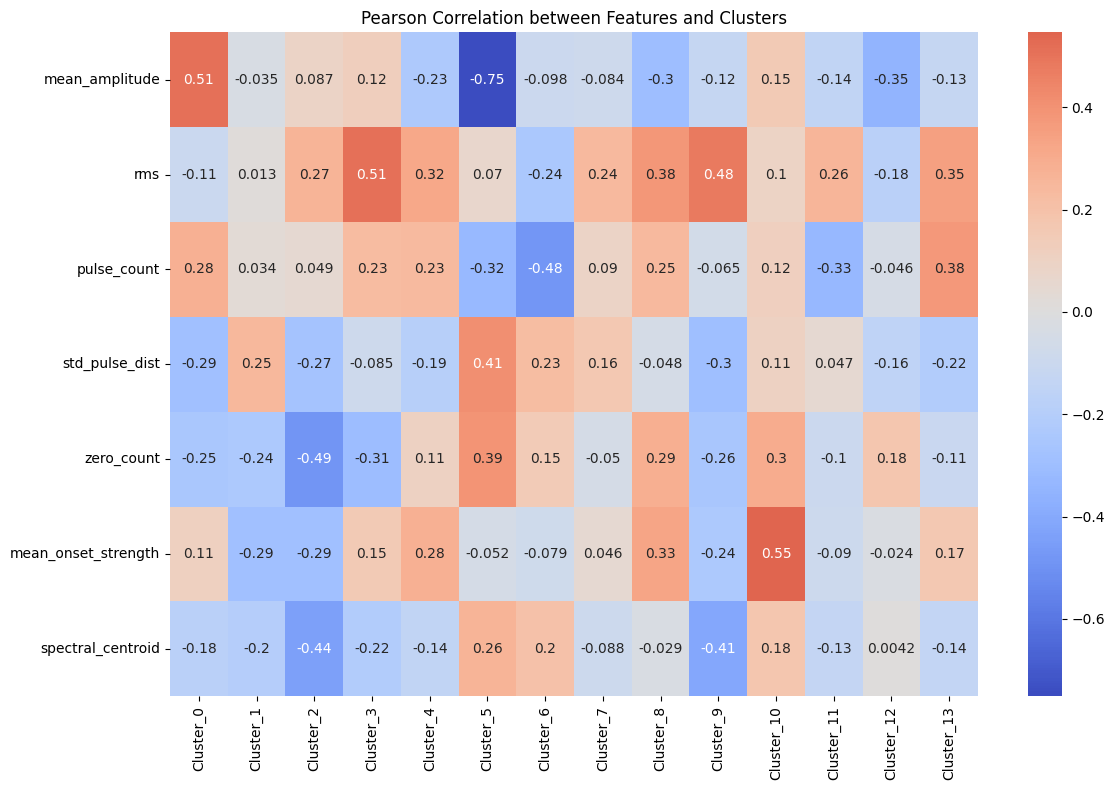 Pearson Correlation between Features and Clusters
mean_amplitude 0.51 -0.035 0.087 0.12 -0.23 -0.75 -0.098 -0.084 -0.3 -0.12 0.15 -0.14 -0.35 -0.13
rms -0.11 0.013 0.27 0.51 0.32 0.07 -0.24 0.24 0.38 0.48 0.1 0.26 -0.18 0.35
pulse_count 0.28 0.034 0.049 0.23 0.23 -0.32 -0.48 0.09 0.25 -0.065 0.12 -0.33 -0.046 0.38
std_pulse_dist -0.29 0.25 -0.27 -0.085 -0.19 0.41 0.23 0.16 -0.048 -0.3 0.11 0.047 -0.16 -0.22
zero_count -0.25 -0.24 -0.49 -0.31 0.11 0.39 0.15 -0.05 0.29 -0.26 0.3 -0.1 0.18 -0.11
mean_onset_strength 0.11 -0.29 -0.29 0.15 0.28 -0.052 -0.079 0.046 0.33 -0.24 0.55 -0.09 -0.024 0.17
spectral_centroid -0.18 -0.2 -0.44 -0.22 -0.14 0.26 0.2 -0.088 -0.029 -0.41 0.18 -0.13 0.0042 -0.14
Cluster_0 Cluster_1 Cluster_2 Cluster_3 Cluster_4 Cluster_5 Cluster_6 Cluster_7 Cluster_8 Cluster_9 Cluster_10 Cluster_11 Cluster_12 Cluster_13
0.4
0.2
0.0
−0.2
−0.4
−0.6